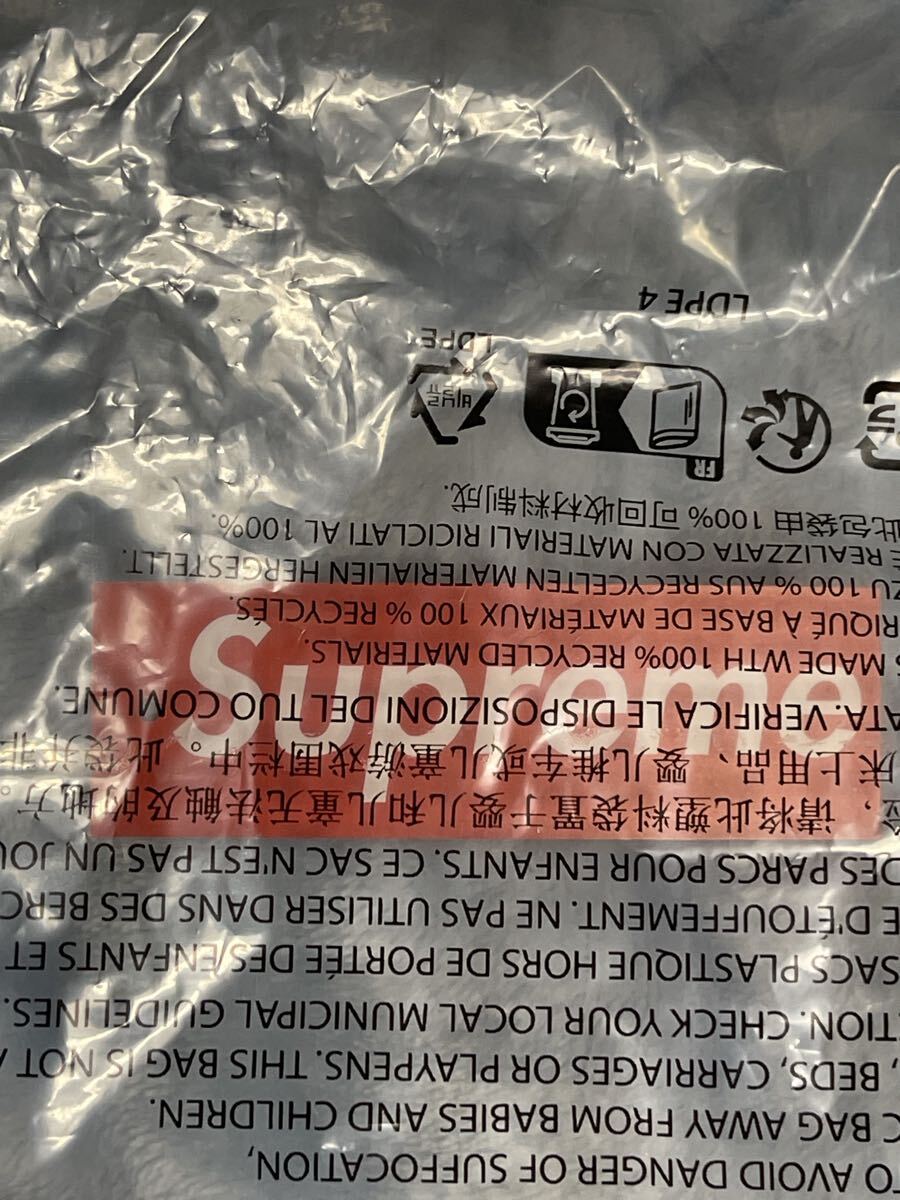 TO AVOID DANGER OF SUFFOCATION,
C BAG AWAY FROM BABIES AND CHILDREN.
, BEDS, CARRIAGES OR PLAYPENS. THIS BAG IS NOT A
TION. CHECK YOUR LOCAL MUNICIPAL GUIDELINES.
SACS PLASTIQUE HORS DE PORTÉE DES/ENFANTS ET
E D'ÉTOUFFEMENT. NE PAS UTILISER DANS DES BERC
DES PARCS POUR ENFANTS. CE SAC N'EST PAS UN JOU
，请将此塑料袋置于婴儿和儿童无法触及的地方。
床上用品、婴儿推车或儿童游戏围栏中。此袋并非
ATA. VERIFICA LE DISPOSIZIONI DEL TUO COMUNE.
Supreme
S MADE WTH 100% RECYCLED MATERIALS.
RIQUÉ À BASE DE MATÉRIAUX 100 % RECYCLÉS.
ZU 100 % AUS RECYCELTEN MATERIALIEN HERGESTELLT.
È REALIZZATA CON MATERIALI RICICLATI AL 100%.
此包袋由 100% 可回收材料制成.
FR
비닐류
LDPE
LDPE 4